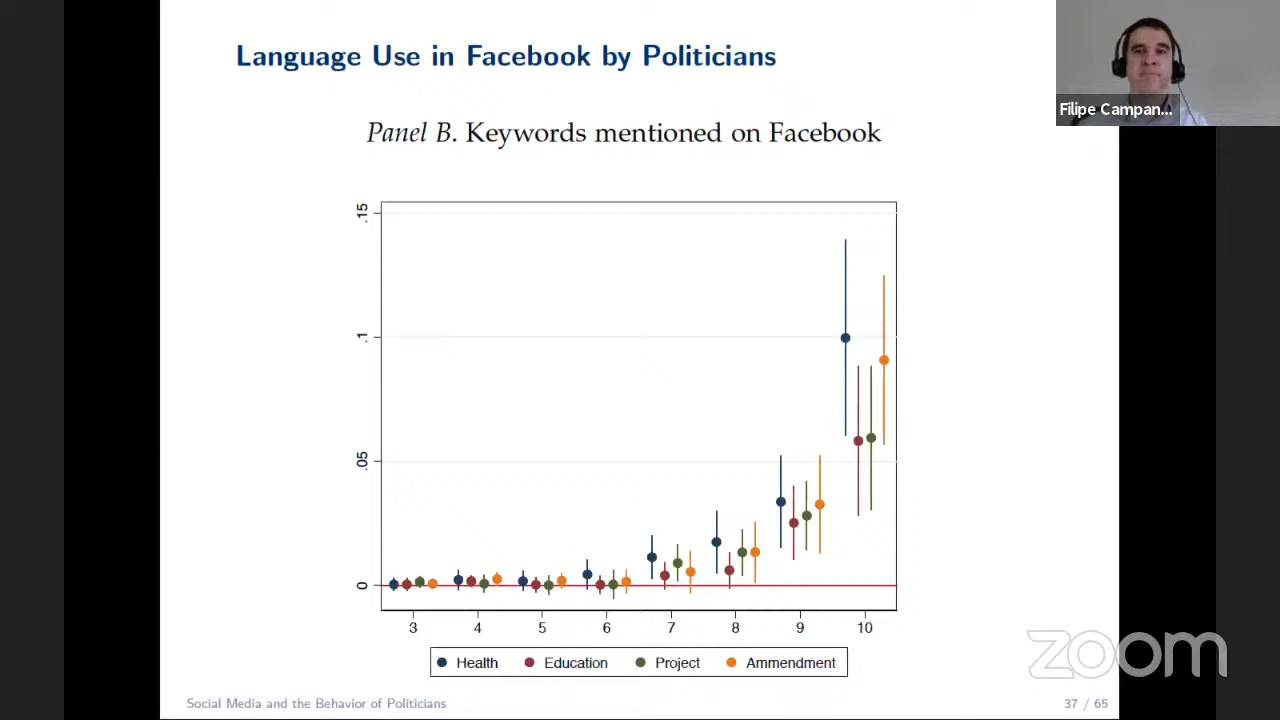 Language Use in Facebook by Politicians
Filipe Campan...
Panel B. Keywords mentioned on Facebook
.15
.1
.05
0
3 4 5 6 7 8 9 10
Health Education Project Ammendment
zoom
Social Media and the Behavior of Politicians 37 / 65